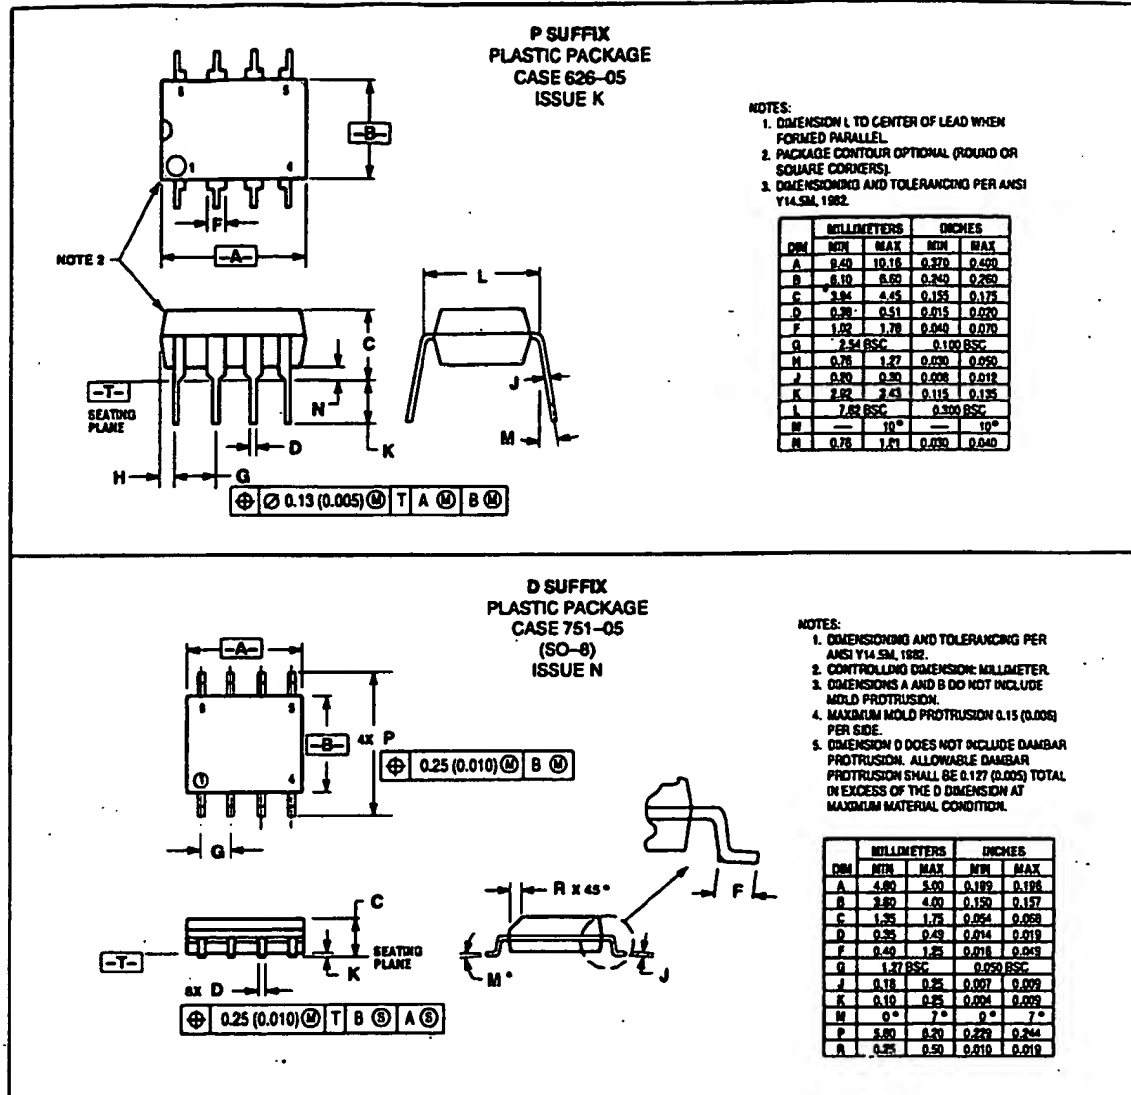 P SUFFIX
PLASTIC PACKAGE
CASE 626–05
ISSUE K
8 5
1 4
-B-
F
-A-
NOTE 2
L
C
J
-T-
SEATING
PLANE
N
D
K
M
H
G
⌖ ∅ 0.13 (0.005) Ⓜ T A Ⓜ B Ⓜ
NOTES:
1. DIMENSION L TO CENTER OF LEAD WHEN
FORMED PARALLEL.
2. PACKAGE CONTOUR OPTIONAL (ROUND OR
SQUARE CORNERS).
3. DIMENSIONING AND TOLERANCING PER ANSI
Y14.5M, 1982.
MILLIMETERS INCHES
DIM MIN MAX MIN MAX
A 9.40 10.16 0.370 0.400
B 6.10 6.60 0.240 0.260
C 3.94 4.45 0.155 0.175
D 0.38 0.51 0.015 0.020
F 1.02 1.78 0.040 0.070
G 2.54 BSC 0.100 BSC
H 0.76 1.27 0.030 0.050
J 0.20 0.30 0.008 0.012
K 2.92 3.43 0.115 0.135
L 7.62 BSC 0.300 BSC
M — 10° — 10°
N 0.76 1.01 0.030 0.040
D SUFFIX
PLASTIC PACKAGE
CASE 751–05
(SO–8)
ISSUE N
-A-
8 5
1 4
-B-
4X P
⌖ 0.25 (0.010) Ⓜ B Ⓜ
G
C
-T-
SEATING
PLANE
K
8X D
⌖ 0.25 (0.010) Ⓜ T B Ⓢ A Ⓢ
R X 45°
M°
J
F
NOTES:
1. DIMENSIONING AND TOLERANCING PER
ANSI Y14.5M, 1982.
2. CONTROLLING DIMENSION: MILLIMETER.
3. DIMENSIONS A AND B DO NOT INCLUDE
MOLD PROTRUSION.
4. MAXIMUM MOLD PROTRUSION 0.15 (0.006)
PER SIDE.
5. DIMENSION D DOES NOT INCLUDE DAMBAR
PROTRUSION. ALLOWABLE DAMBAR
PROTRUSION SHALL BE 0.127 (0.005) TOTAL
IN EXCESS OF THE D DIMENSION AT
MAXIMUM MATERIAL CONDITION.
MILLIMETERS INCHES
DIM MIN MAX MIN MAX
A 4.80 5.00 0.189 0.196
B 3.80 4.00 0.150 0.157
C 1.35 1.75 0.054 0.068
D 0.35 0.49 0.014 0.019
F 0.40 1.25 0.016 0.049
G 1.27 BSC 0.050 BSC
J 0.18 0.25 0.007 0.009
K 0.10 0.25 0.004 0.009
M 0° 7° 0° 7°
P 5.80 6.20 0.229 0.244
R 0.25 0.50 0.010 0.019